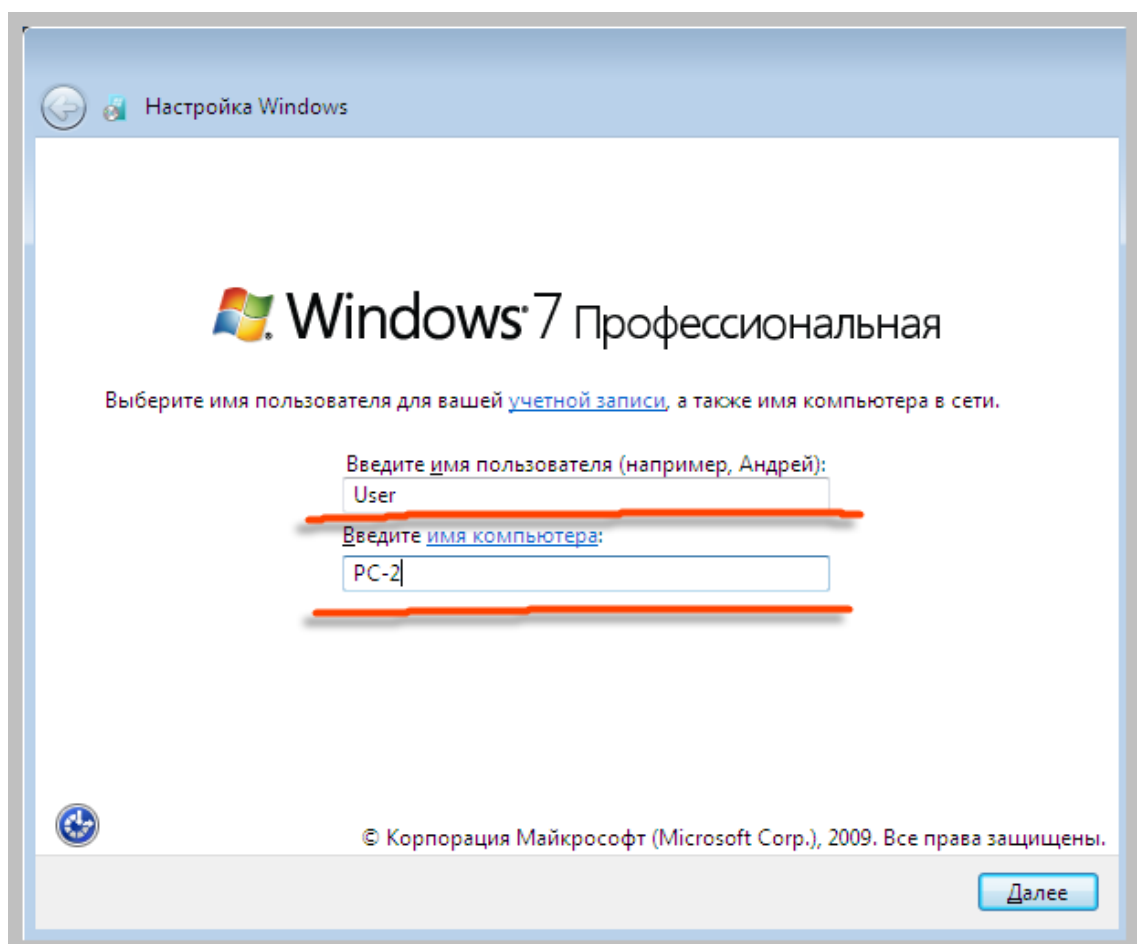 Настройка Windows
Windows 7 Профессиональная
Выберите имя пользователя для вашей учетной записи, а также имя компьютера в сети.
Введите имя пользователя (например, Андрей):
User
Введите имя компьютера:
PC-2
© Корпорация Майкрософт (Microsoft Corp.), 2009. Все права защищены.
Далее